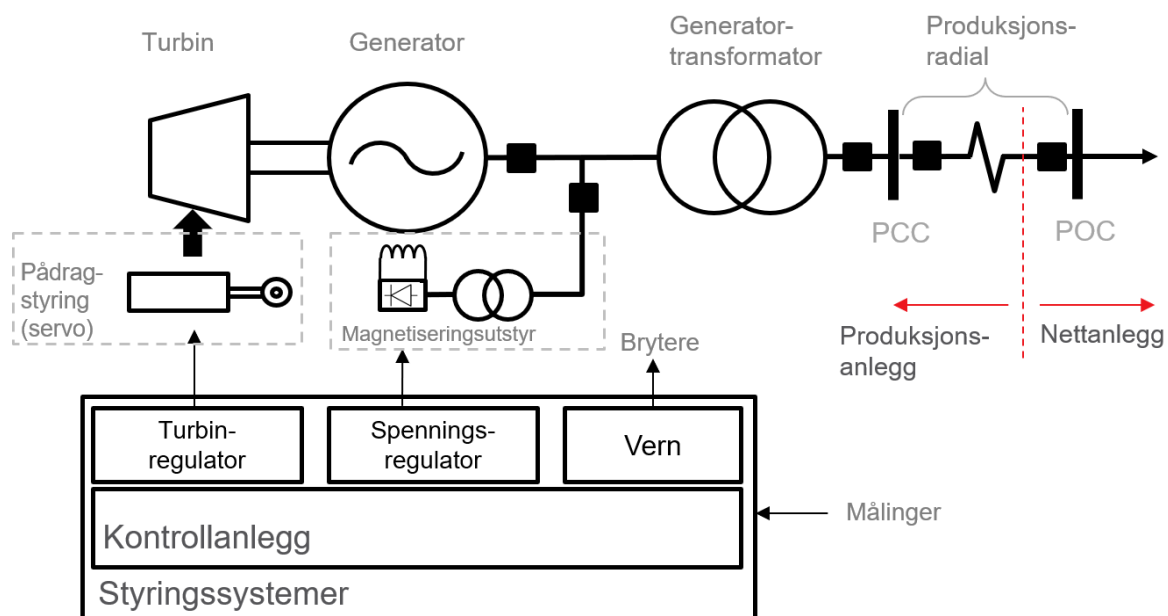 Turbin
Generator
Generator-
transformator
Produksjons-
radial
PCC
POC
Pådrag-
styring
(servo)
Magnetiseringsutstyr
Brytere
Produksjons-
anlegg
Nettanlegg
Turbin-
regulator
Spennings-
regulator
Vern
Kontrollanlegg
Målinger
Styringssystemer